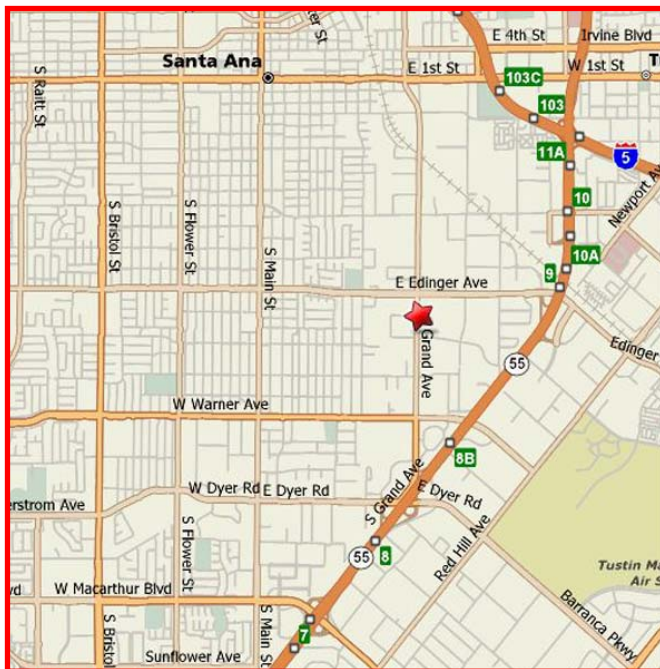 E 4th St
Irvine Blvd
Santa Ana
E 1st St
W 1st St
S Raitt St
103C
103
5
11A
Newport Av
10
S Bristol St
S Flower St
S Main St
10A
9
E Edinger Ave
Edinger
Grand Ave
55
W Warner Ave
8B
S Grand Ave
W Dyer Rd
E Dyer Rd
E Dyer Rd
erstrom Ave
Red Hill Ave
S Flower St
55
8
Tustin Ma
Air S
W Macarthur Blvd
Barranca Pkwy
S Bristol
S Main St
7
Sunflower Ave